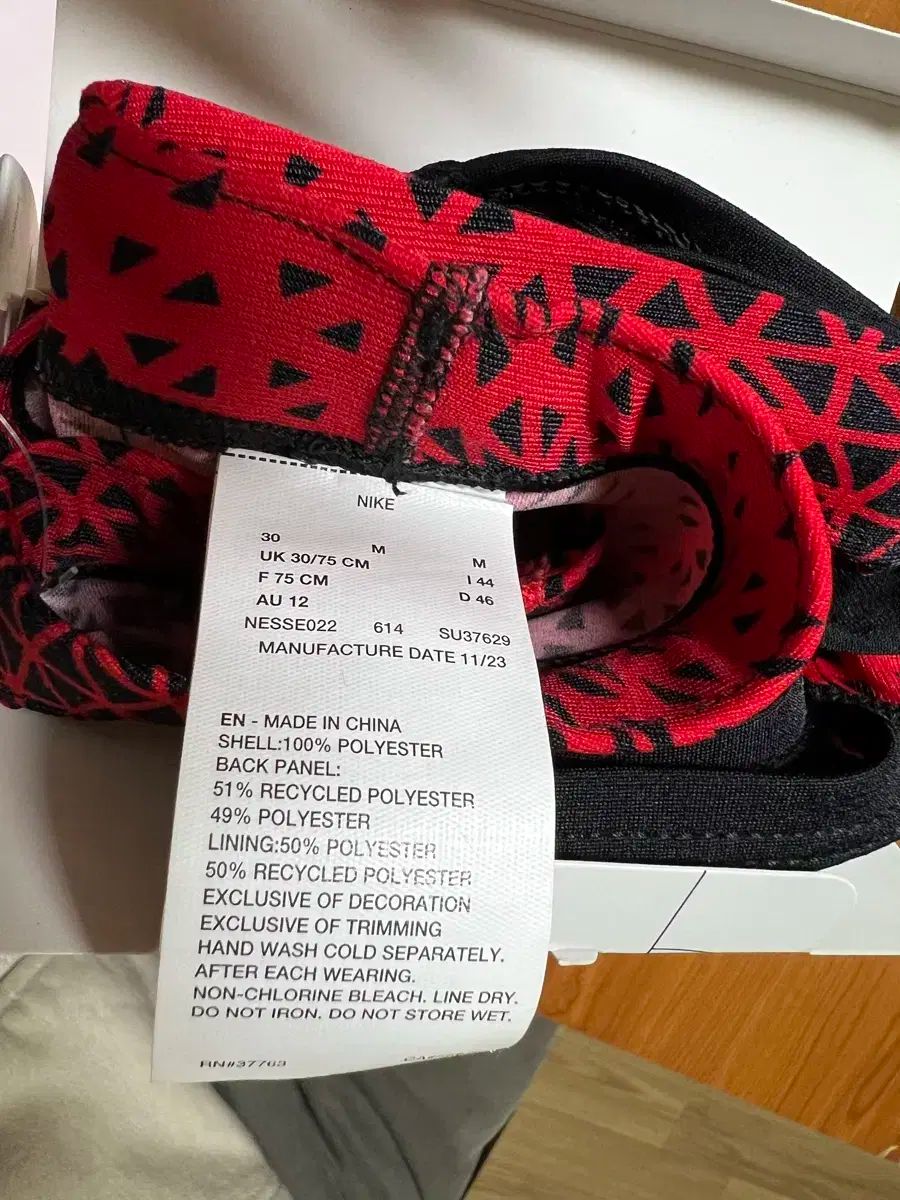 NIKE
30 M
UK 30/75 CM M
F 75 CM I 44
AU 12 D 46
NESSE022 614 SU37629
MANUFACTURE DATE 11/23
EN - MADE IN CHINA
SHELL:100% POLYESTER
BACK PANEL:
51% RECYCLED POLYESTER
49% POLYESTER
LINING:50% POLYESTER
50% RECYCLED POLYESTER
EXCLUSIVE OF DECORATION
EXCLUSIVE OF TRIMMING
HAND WASH COLD SEPARATELY.
AFTER EACH WEARING.
NON-CHLORINE BLEACH. LINE DRY.
DO NOT IRON. DO NOT STORE WET.
RN#37763